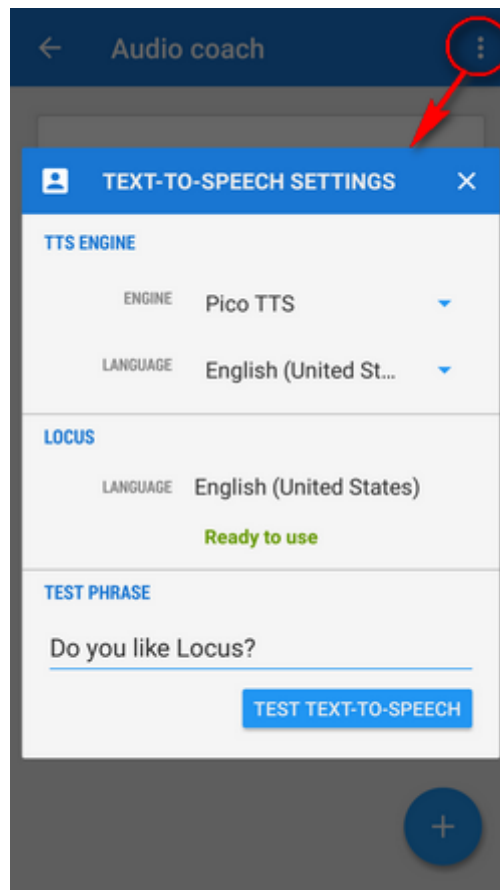 Audio coach
TEXT-TO-SPEECH SETTINGS
TTS ENGINE
ENGINE Pico TTS
LANGUAGE English (United St...
LOCUS
LANGUAGE English (United States)
Ready to use
TEST PHRASE
Do you like Locus?
TEST TEXT-TO-SPEECH